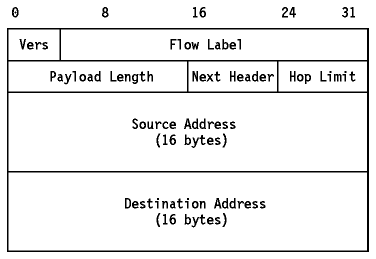 0 8 16 24 31
Vers Flow Label
Payload Length Next Header Hop Limit
Source Address
(16 bytes)
Destination Address
(16 bytes)